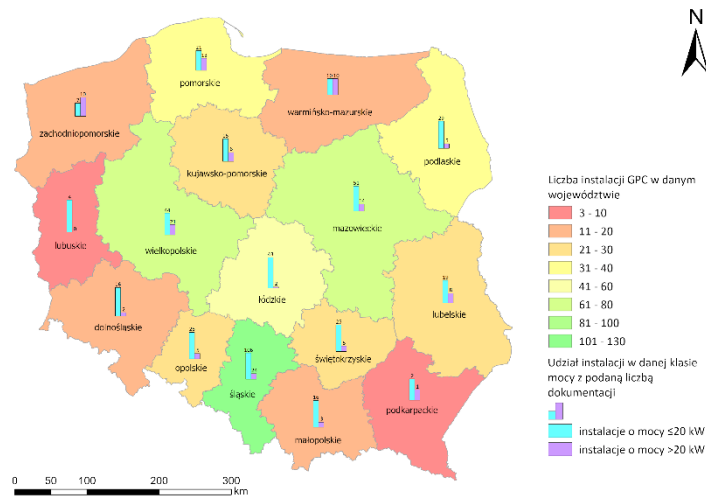 N
pomorskie
warmińsko-mazurskie
zachodniopomorskie
podlaskie
kujawsko-pomorskie
mazowieckie
wielkopolskie
lubuskie
łódzkie
lubelskie
dolnośląskie
opolskie
śląskie
świętokrzyskie
małopolskie
podkarpackie
Liczba instalacji GPC w danym
województwie
3 - 10
11 - 20
21 - 30
31 - 40
41 - 60
61 - 80
81 - 100
101 - 130
Udział instalacji w danej klasie
mocy z podaną liczbą
dokumentacji
instalacje o mocy ≤20 kW
instalacje o mocy >20 kW
0 50 100 200 300
km